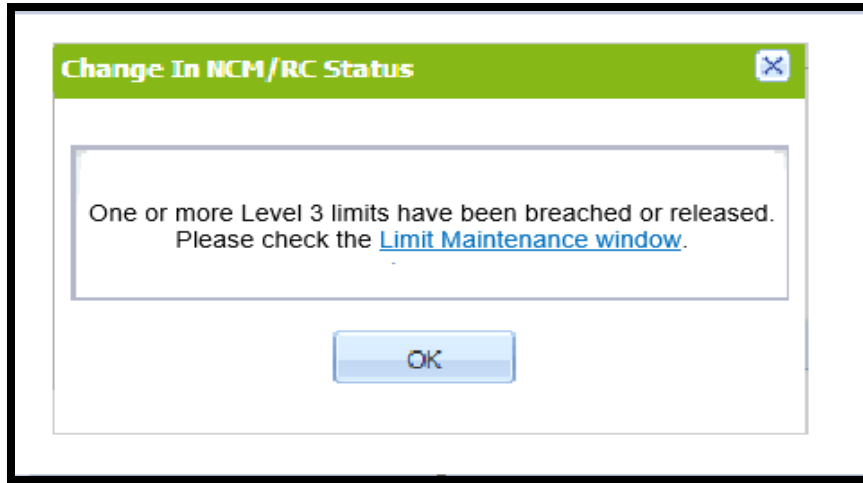 Change In NCM/RC Status
One or more Level 3 limits have been breached or released.
Please check the Limit Maintenance window.
OK